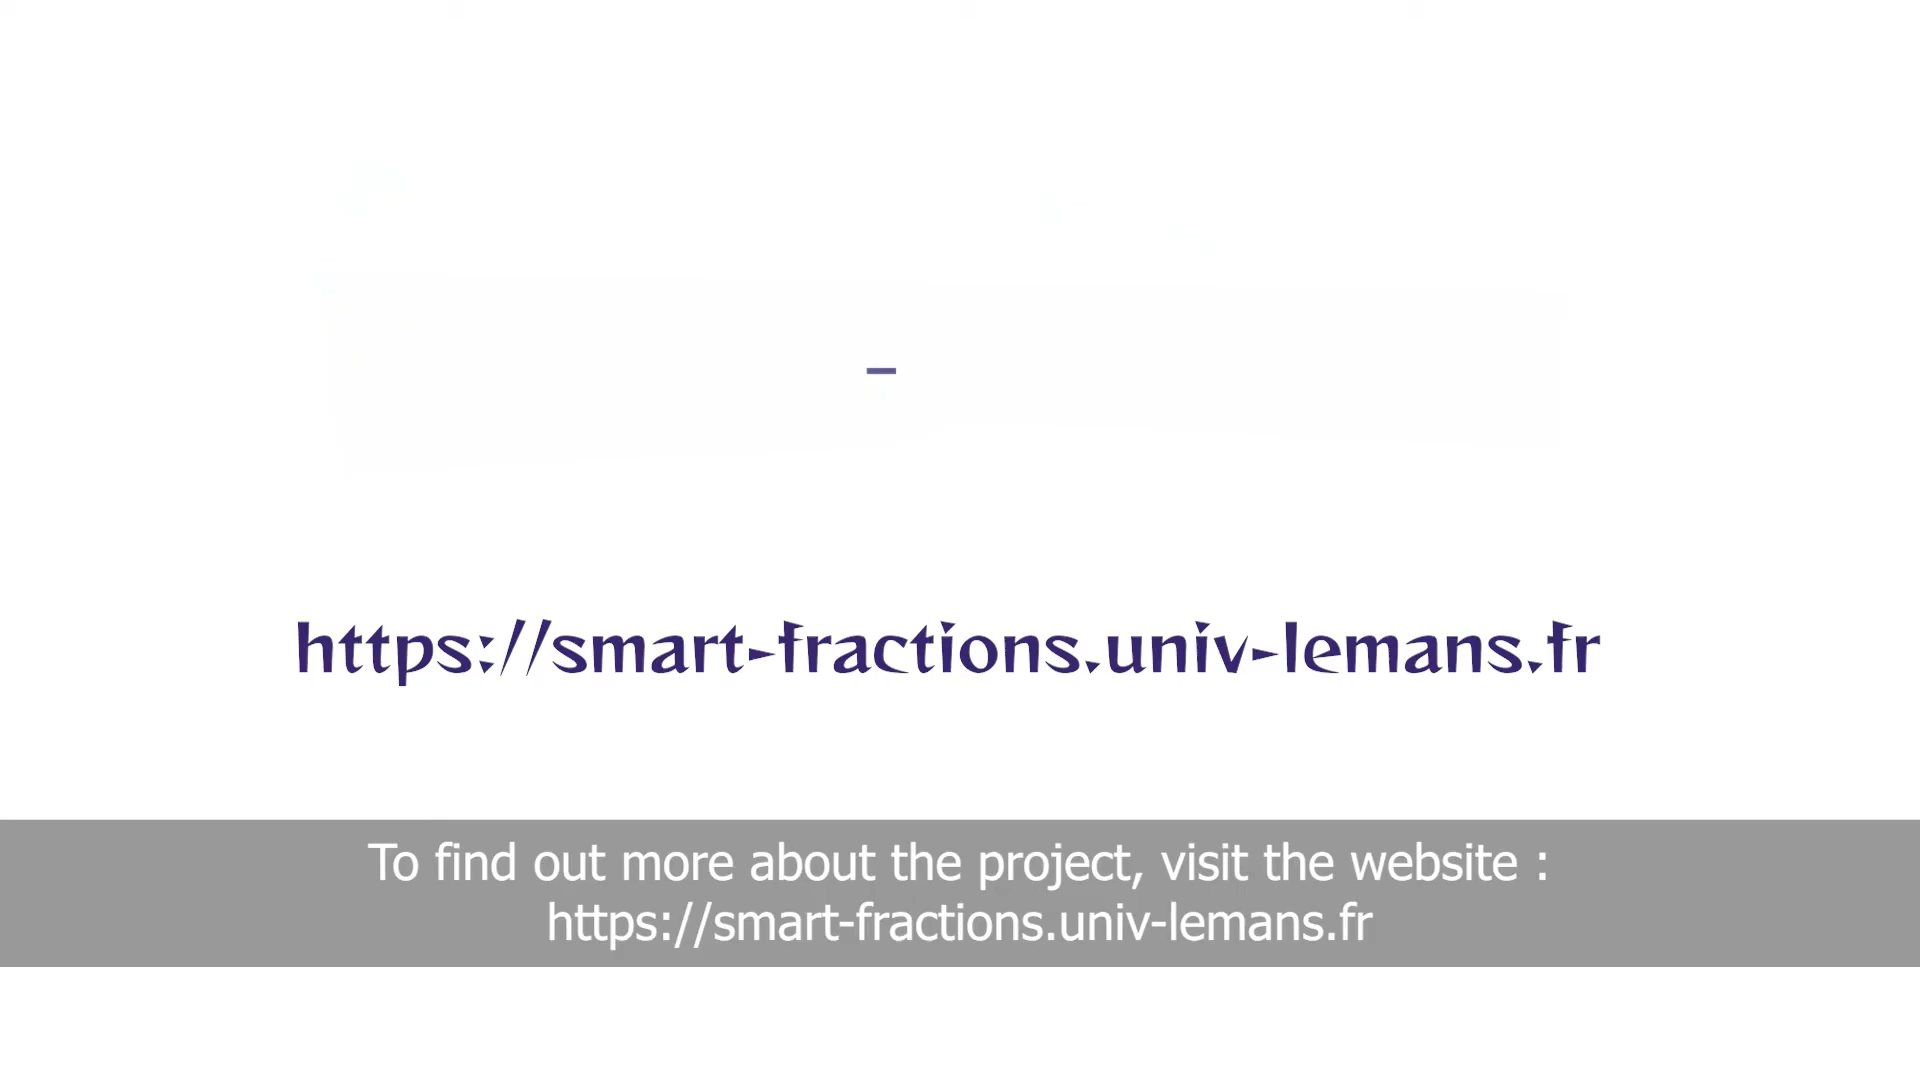 -
https://smart-fractions.univ-lemans.fr
To find out more about the project, visit the website :
https://smart-fractions.univ-lemans.fr